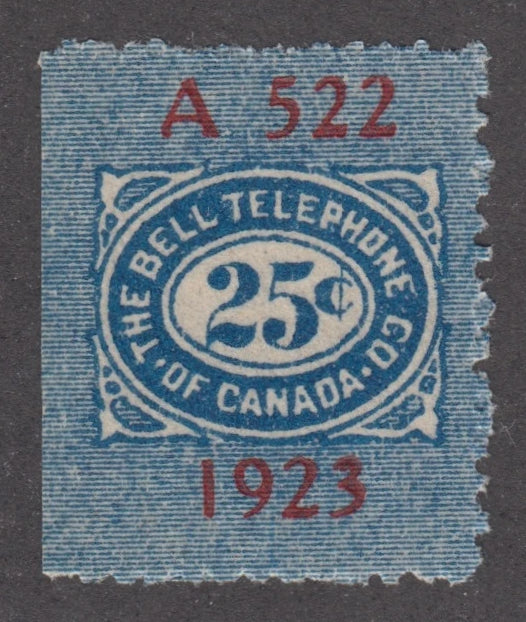 A 522
THE BELL TELEPHONE CO.
25¢
· OF CANADA ·
1923